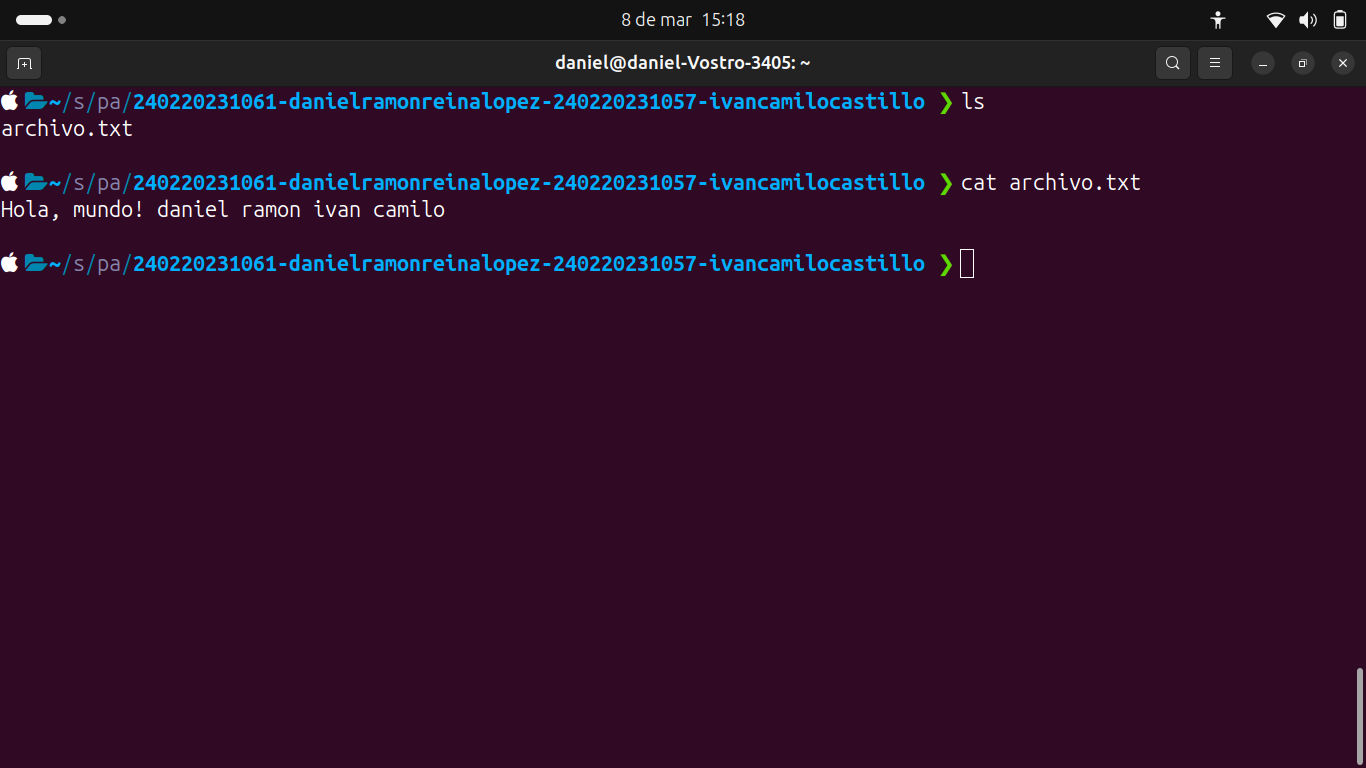 8 de mar 15:18
daniel@daniel-Vostro-3405: ~
~/s/pa/240220231061-danielramonreinalopez-240220231057-ivancamilocastillo ❯ ls
archivo.txt
~/s/pa/240220231061-danielramonreinalopez-240220231057-ivancamilocastillo ❯ cat archivo.txt
Hola, mundo! daniel ramon ivan camilo
~/s/pa/240220231061-danielramonreinalopez-240220231057-ivancamilocastillo ❯